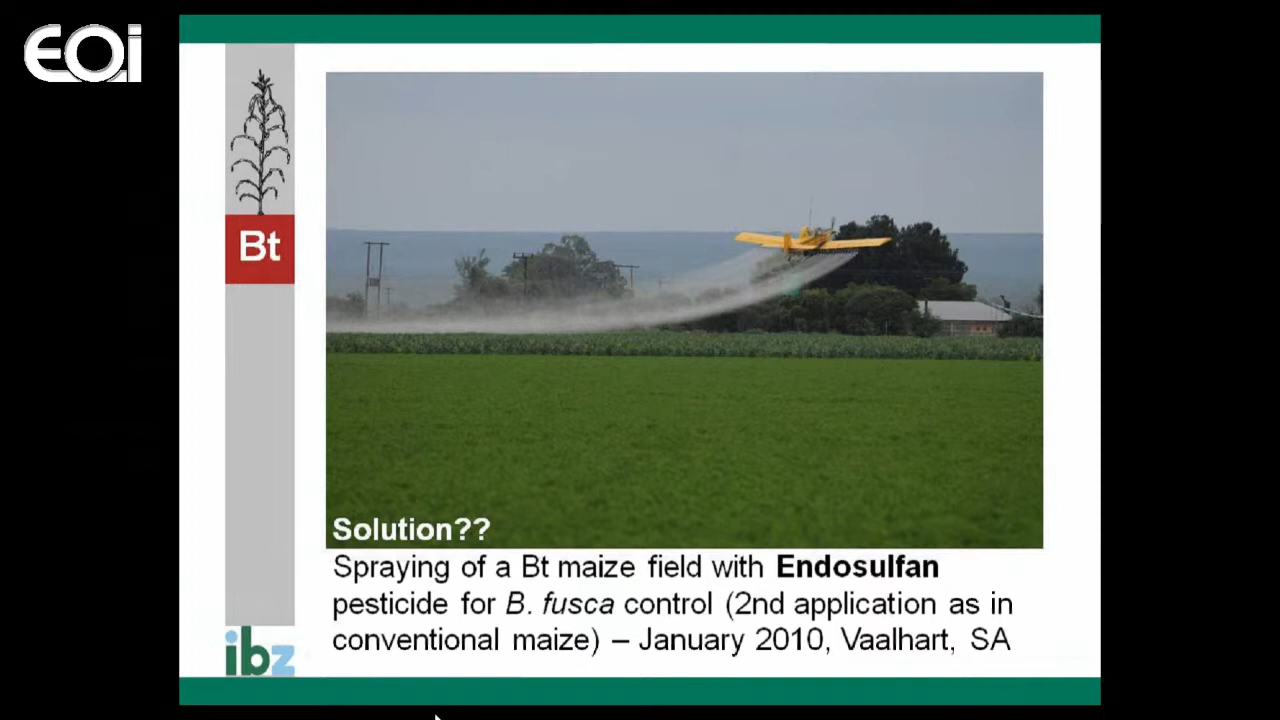 EOi
Bt
Solution??
Spraying of a Bt maize field with Endosulfan
pesticide for B. fusca control (2nd application as in
conventional maize) – January 2010, Vaalhart, SA
ibz